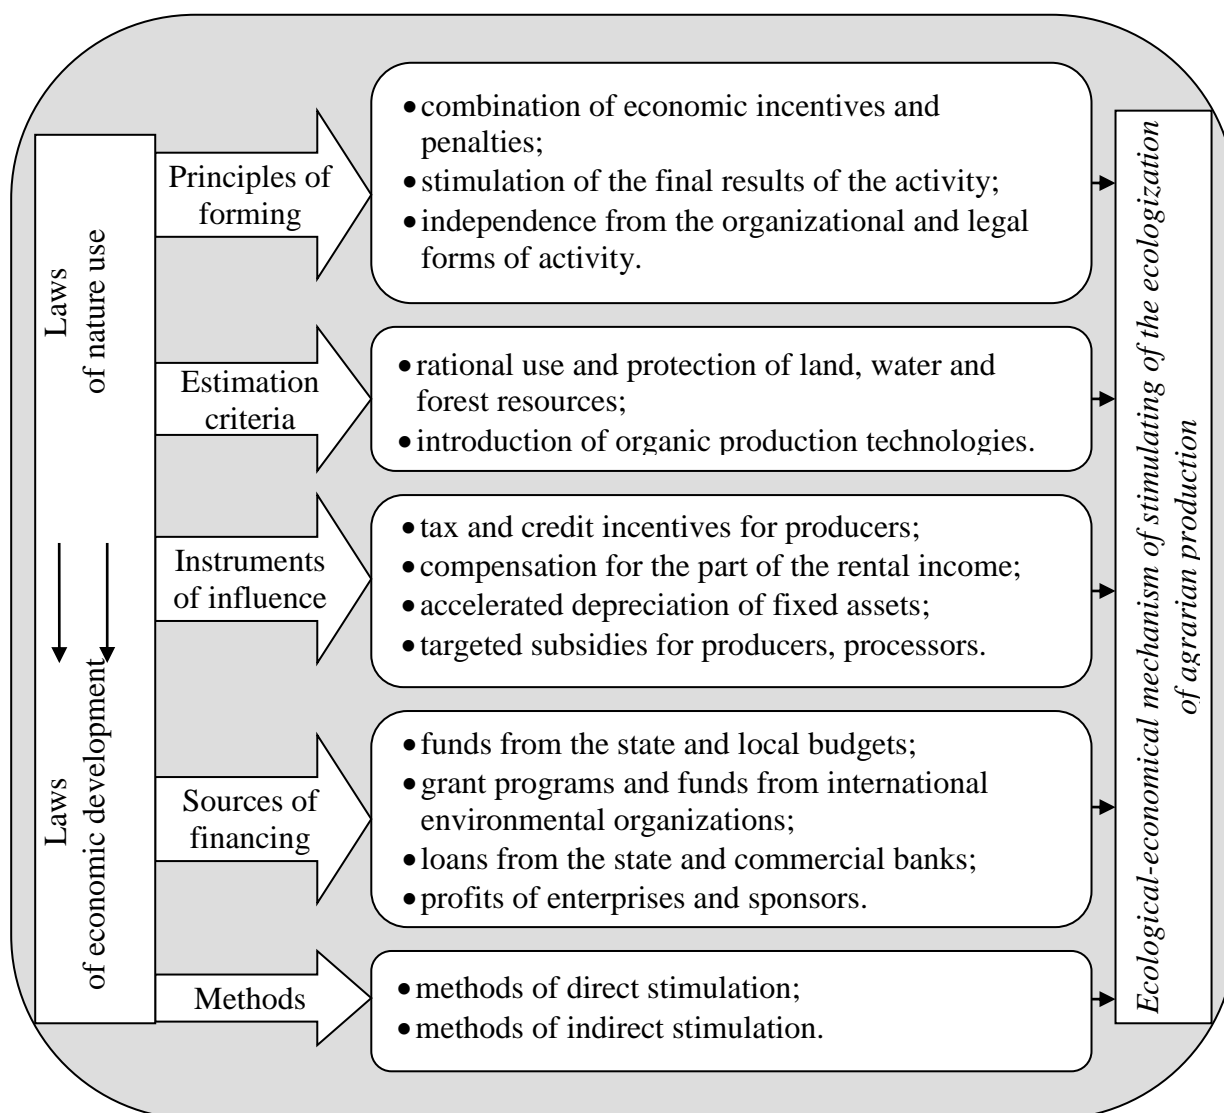 Laws
of nature use
Laws
of economic development
Principles of
forming
• combination of economic incentives and
penalties;
• stimulation of the final results of the activity;
• independence from the organizational and legal
forms of activity.
Estimation
criteria
• rational use and protection of land, water and
forest resources;
• introduction of organic production technologies.
Instruments
of influence
• tax and credit incentives for producers;
• compensation for the part of the rental income;
• accelerated depreciation of fixed assets;
• targeted subsidies for producers, processors.
Sources of
financing
• funds from the state and local budgets;
• grant programs and funds from international
environmental organizations;
• loans from the state and commercial banks;
• profits of enterprises and sponsors.
Methods
• methods of direct stimulation;
• methods of indirect stimulation.
Ecological-economical mechanism of stimulating of the ecologization
of agrarian production